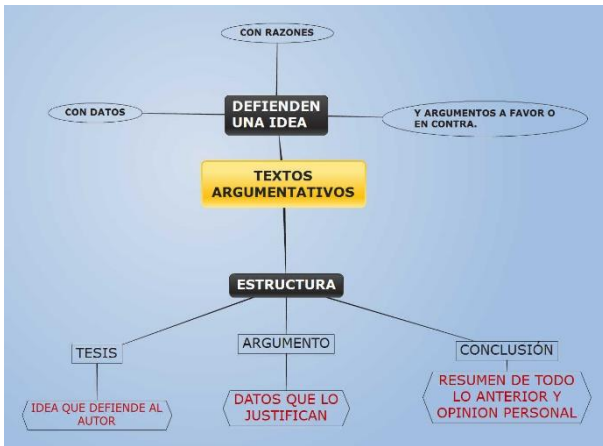 CON RAZONES
CON DATOS
DEFIENDEN
UNA IDEA
Y ARGUMENTOS A FAVOR O
EN CONTRA.
TEXTOS
ARGUMENTATIVOS
ESTRUCTURA
TESIS
ARGUMENTO
CONCLUSIÓN
IDEA QUE DEFIENDE AL
AUTOR
DATOS QUE LO
JUSTIFICAN
RESUMEN DE TODO
LO ANTERIOR Y
OPINION PERSONAL